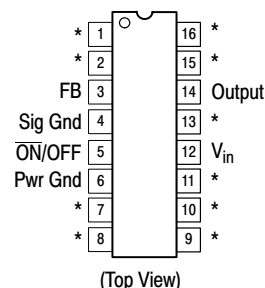 * 1 16 *
* 2 15 *
FB 3 14 Output
Sig Gnd 4 13 *
O̅N̅/OFF 5 12 Vin
Pwr Gnd 6 11 *
* 7 10 *
* 8 9 *
(Top View)